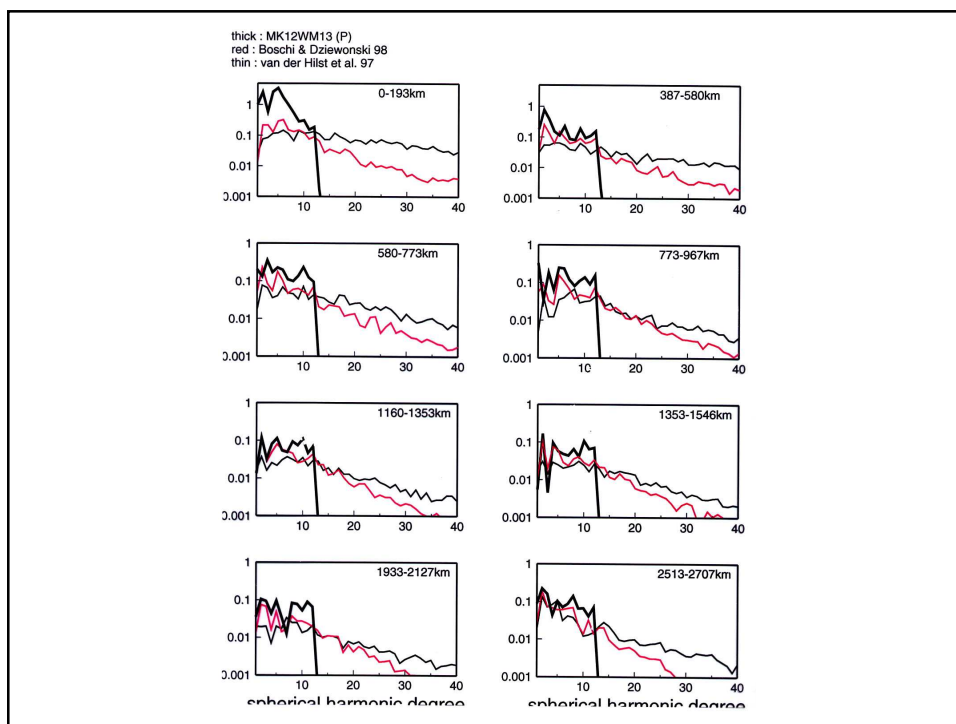 thick : MK12WM13 (P)
red : Boschi & Dziewonski 98
thin : van der Hilst et al. 97
0-193km
1
0.1
0.01
0.001
10 20 30 40
387-580km
1
0.1
0.01
0.001
10 20 30 40
580-773km
1
0.1
0.01
0.001
10 20 30 40
773-967km
1
0.1
0.01
0.001
10 20 30 40
1160-1353km
1
0.1
0.01
0.001
10 20 30 40
1353-1546km
1
0.1
0.01
0.001
10 20 30 40
1933-2127km
1
0.1
0.01
0.001
10 20 30 40
2513-2707km
1
0.1
0.01
0.001
10 20 30 40
spherical harmonic degree
spherical harmonic degree